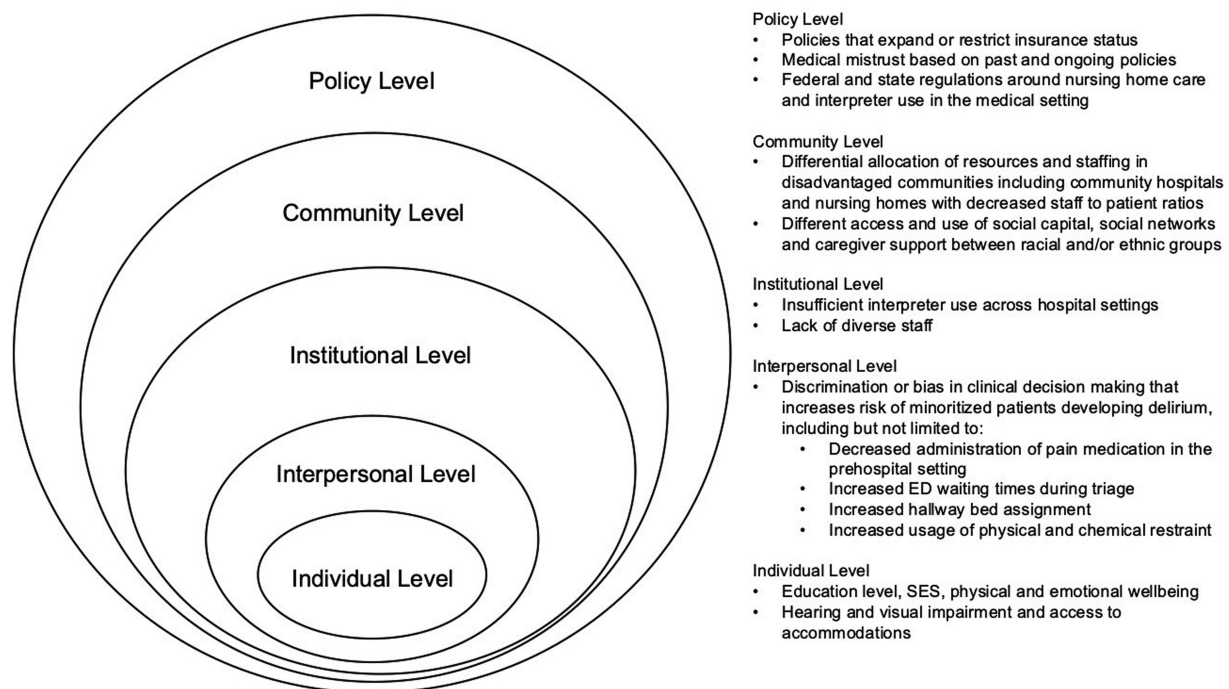 Policy Level
Community Level
Institutional Level
Interpersonal Level
Individual Level
Policy Level
• Policies that expand or restrict insurance status
• Medical mistrust based on past and ongoing policies
• Federal and state regulations around nursing home care
and interpreter use in the medical setting
Community Level
• Differential allocation of resources and staffing in
disadvantaged communities including community hospitals
and nursing homes with decreased staff to patient ratios
• Different access and use of social capital, social networks
and caregiver support between racial and/or ethnic groups
Institutional Level
• Insufficient interpreter use across hospital settings
• Lack of diverse staff
Interpersonal Level
• Discrimination or bias in clinical decision making that
increases risk of minoritized patients developing delirium,
including but not limited to:
• Decreased administration of pain medication in the
prehospital setting
• Increased ED waiting times during triage
• Increased hallway bed assignment
• Increased usage of physical and chemical restraint
Individual Level
• Education level, SES, physical and emotional wellbeing
• Hearing and visual impairment and access to
accommodations